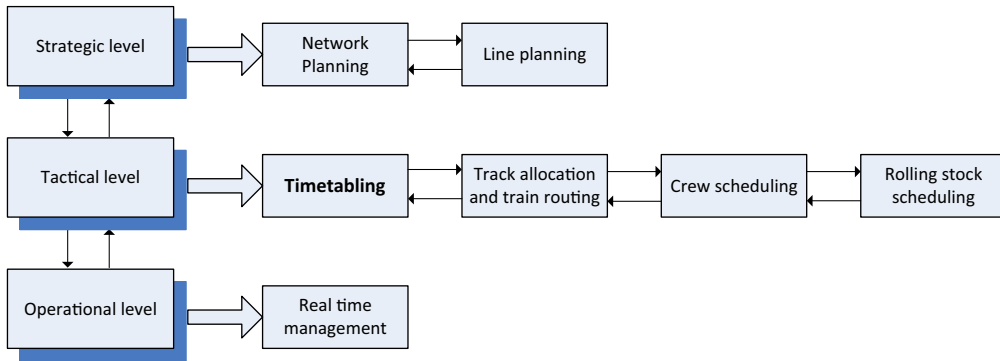 Strategic level
Network
Planning
Line planning
Tactical level
Timetabling
Track allocation
and train routing
Crew scheduling
Rolling stock
scheduling
Operational level
Real time
management